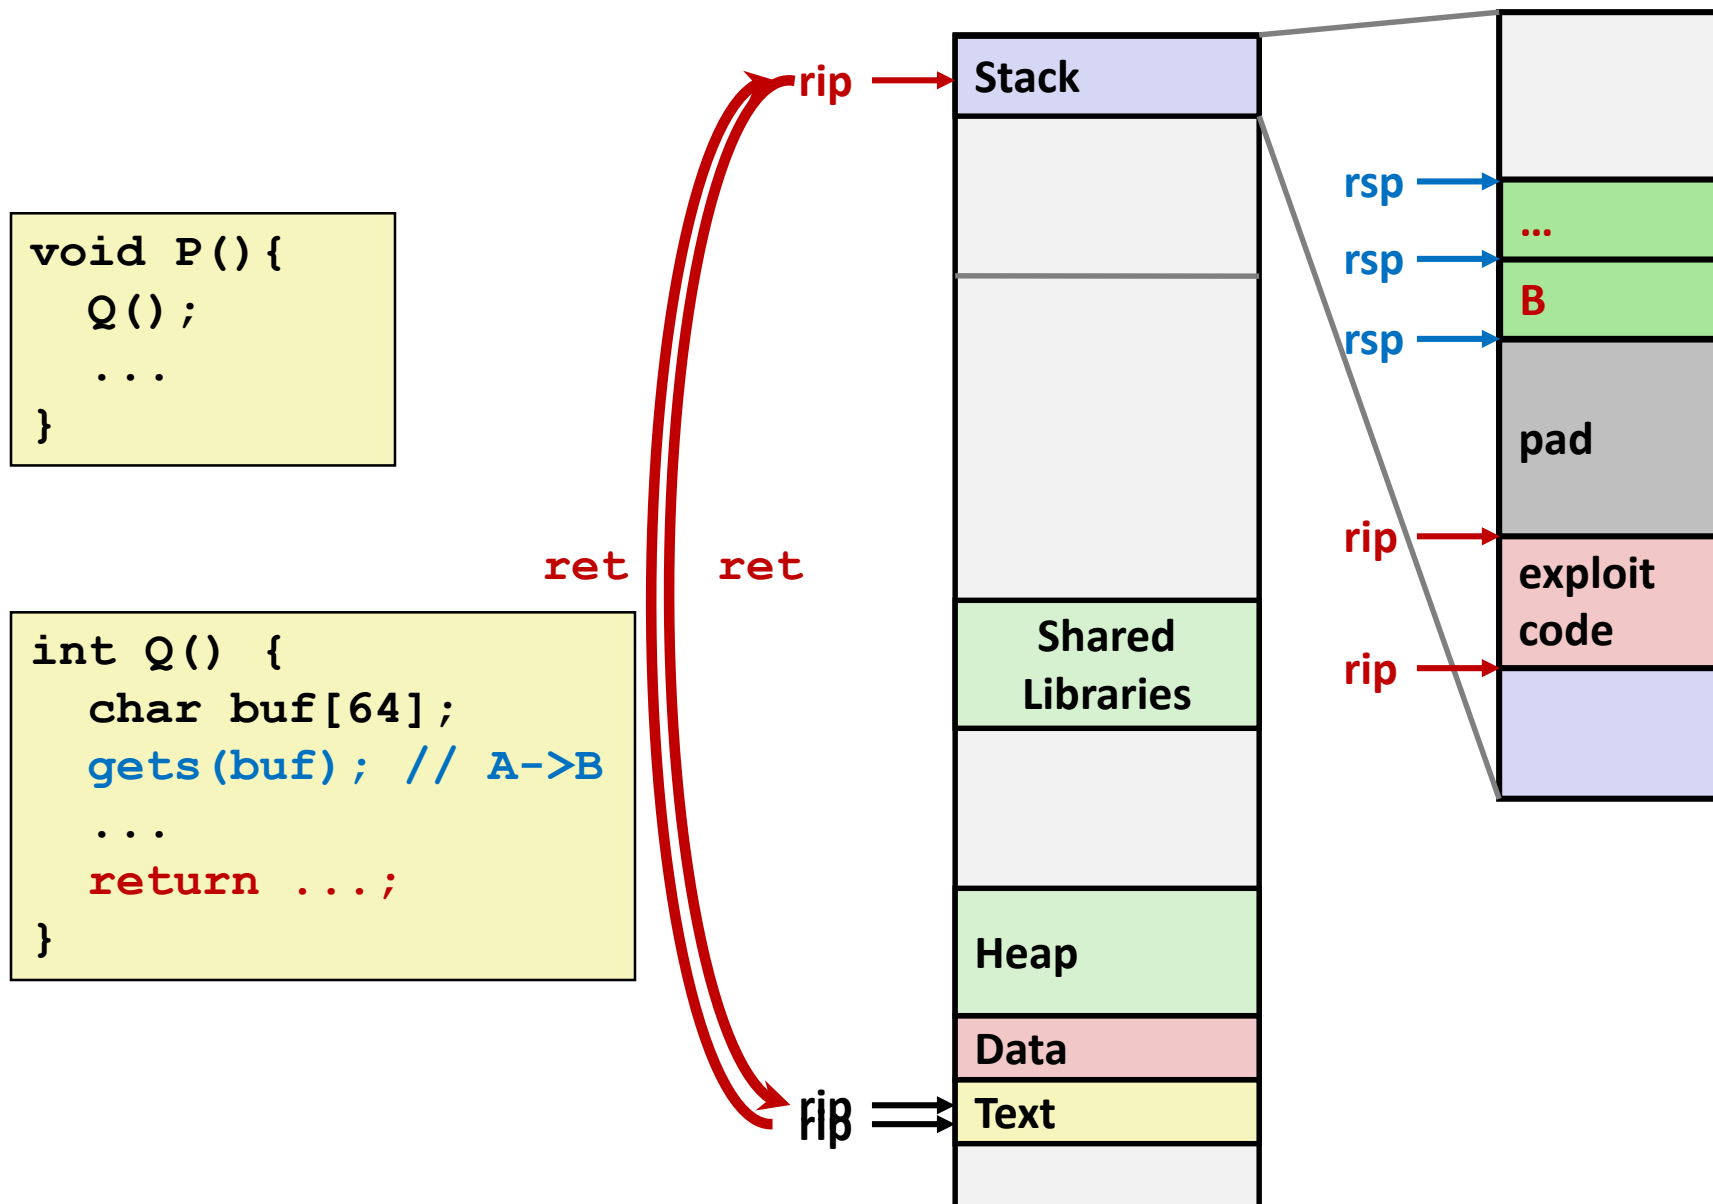 void P(){
Q();
...
}
int Q() {
char buf[64];
gets(buf); // A->B
...
return ...;
}
ret
ret
rip
rip
rip
Stack
Shared
Libraries
Heap
Data
Text
rsp
...
rsp
B
rsp
pad
rip
exploit
code
rip